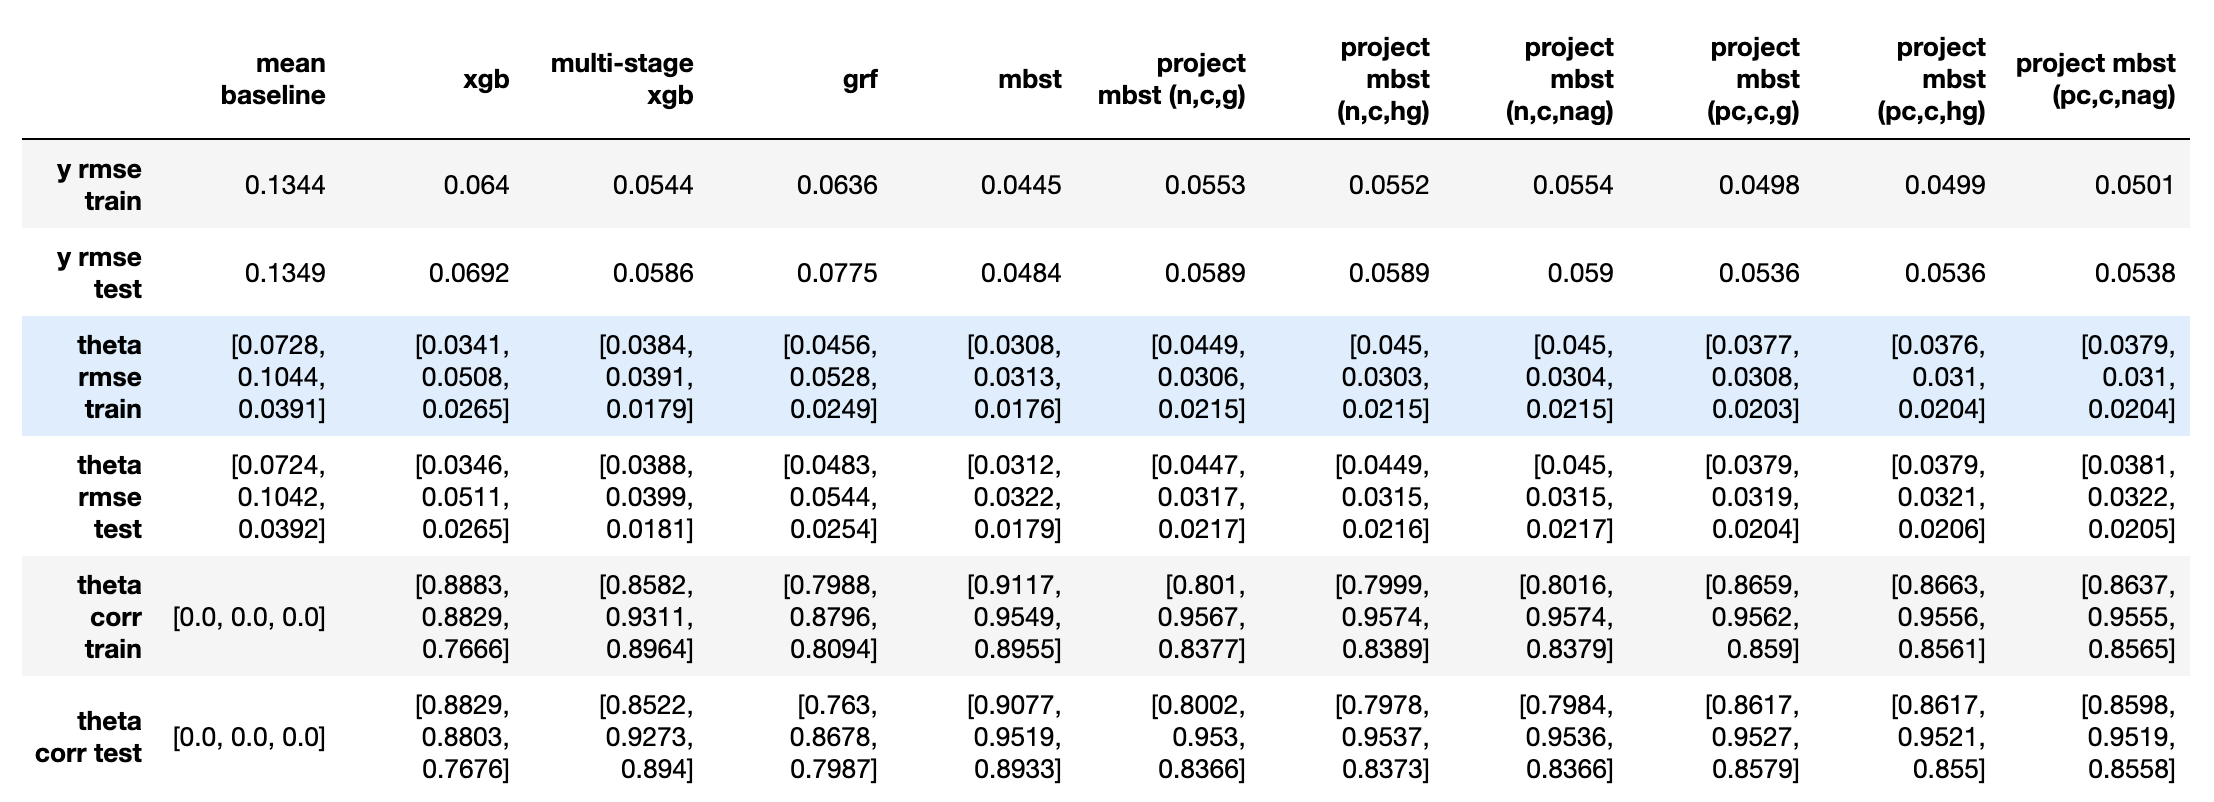 mean baseline xgb multi-stage xgb grf mbst project mbst (n,c,g) project mbst (n,c,hg) project mbst (n,c,nag) project mbst (pc,c,g) project mbst (pc,c,hg) project mbst (pc,c,nag)
y rmse train 0.1344 0.064 0.0544 0.0636 0.0445 0.0553 0.0552 0.0554 0.0498 0.0499 0.0501
y rmse test 0.1349 0.0692 0.0586 0.0775 0.0484 0.0589 0.0589 0.059 0.0536 0.0536 0.0538
theta [0.0728, [0.0341, [0.0384, [0.0456, [0.0308, [0.0449, [0.045, [0.045, [0.0377, [0.0376, [0.0379,
rmse 0.1044, 0.0508, 0.0391, 0.0528, 0.0313, 0.0306, 0.0303, 0.0304, 0.0308, 0.031, 0.031,
train 0.0391] 0.0265] 0.0179] 0.0249] 0.0176] 0.0215] 0.0215] 0.0215] 0.0203] 0.0204] 0.0204]
theta [0.0724, [0.0346, [0.0388, [0.0483, [0.0312, [0.0447, [0.0449, [0.045, [0.0379, [0.0379, [0.0381,
rmse 0.1042, 0.0511, 0.0399, 0.0544, 0.0322, 0.0317, 0.0315, 0.0315, 0.0319, 0.0321, 0.0322,
test 0.0392] 0.0265] 0.0181] 0.0254] 0.0179] 0.0217] 0.0216] 0.0217] 0.0204] 0.0206] 0.0205]
theta [0.8883, [0.8582, [0.7988, [0.9117, [0.801, [0.7999, [0.8016, [0.8659, [0.8663, [0.8637,
corr [0.0, 0.0, 0.0] 0.8829, 0.9311, 0.8796, 0.9549, 0.9567, 0.9574, 0.9574, 0.9562, 0.9556, 0.9555,
train 0.7666] 0.8964] 0.8094] 0.8955] 0.8377] 0.8389] 0.8379] 0.859] 0.8561] 0.8565]
[0.8829, [0.8522, [0.763, [0.9077, [0.8002, [0.7978, [0.7984, [0.8617, [0.8617, [0.8598,
theta corr test [0.0, 0.0, 0.0] 0.8803, 0.9273, 0.8678, 0.9519, 0.953, 0.9537, 0.9536, 0.9527, 0.9521, 0.9519,
0.7676] 0.894] 0.7987] 0.8933] 0.8366] 0.8373] 0.8366] 0.8579] 0.855] 0.8558]